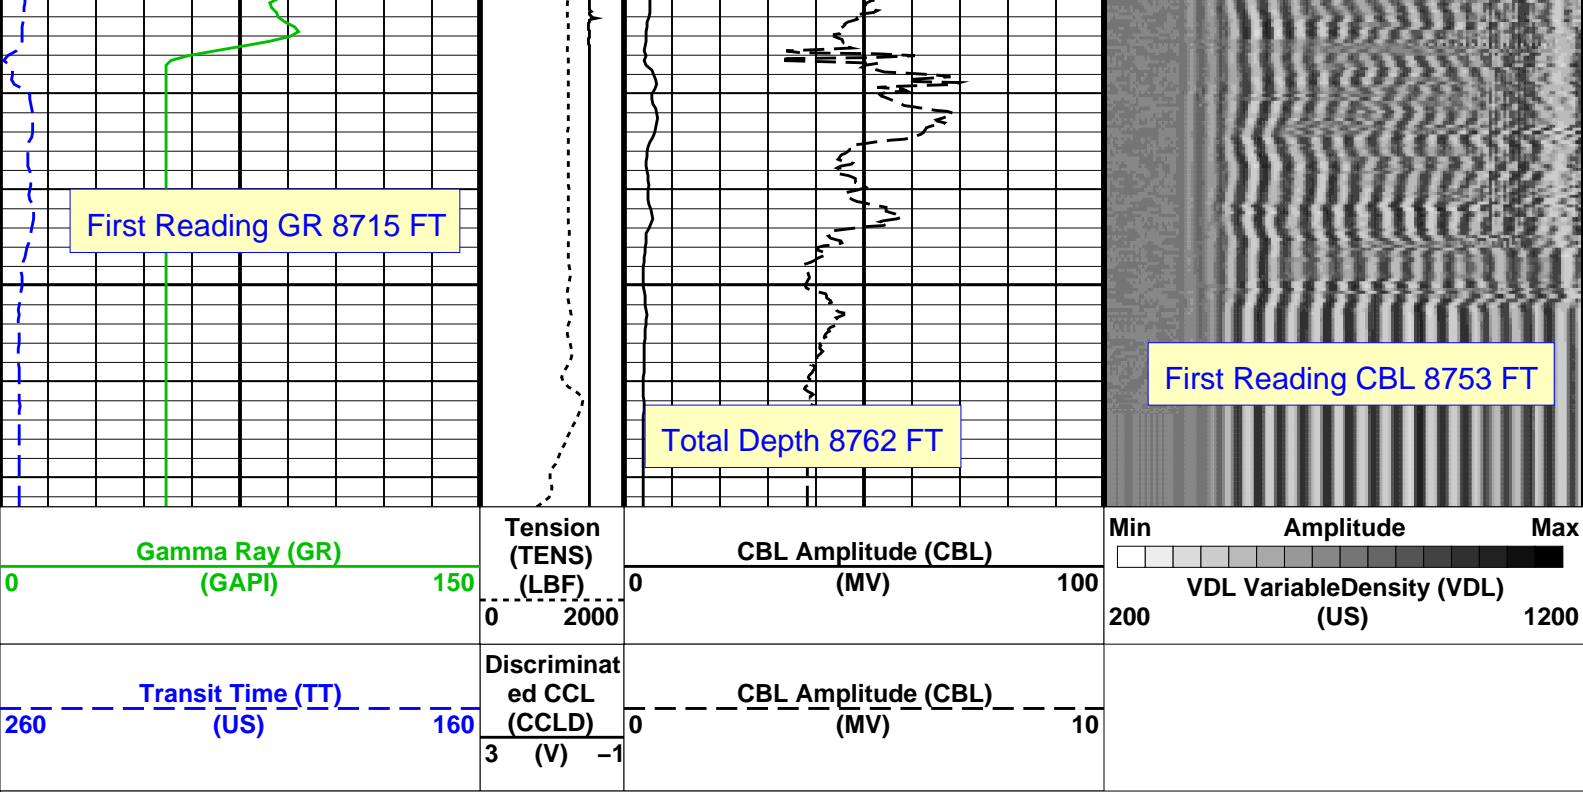 First Reading GR 8715 FT
First Reading CBL 8753 FT
Total Depth 8762 FT
Gamma Ray (GR)
0 (GAPI) 150
Tension
(TENS)
(LBF)
0 2000
CBL Amplitude (CBL)
0 (MV) 100
Min Amplitude Max
VDL VariableDensity (VDL)
200 (US) 1200
Transit Time (TT)
260 (US) 160
Discriminat
ed CCL
(CCLD)
3 (V) −1
CBL Amplitude (CBL)
0 (MV) 10